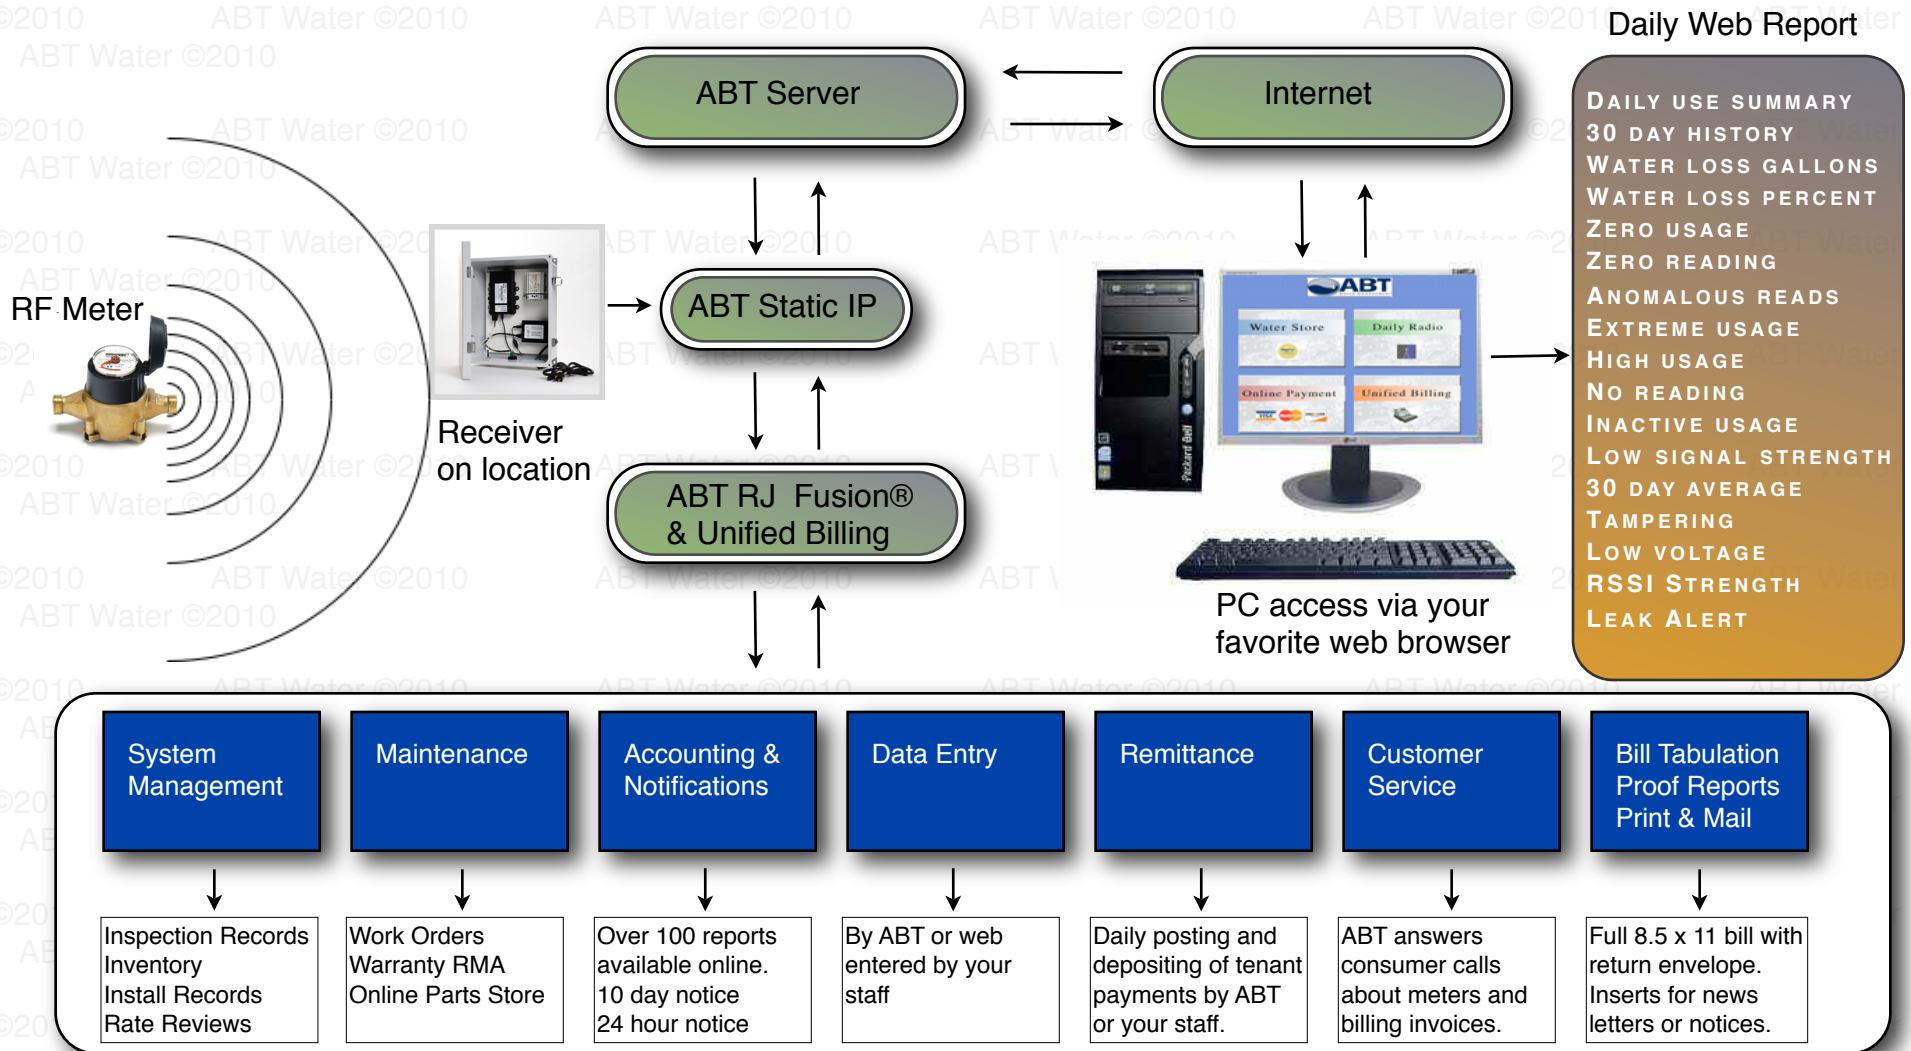 Daily Web Report
ABT Server
Internet
DAILY USE SUMMARY
30 DAY HISTORY
WATER LOSS GALLONS
WATER LOSS PERCENT
ZERO USAGE
ZERO READING
ANOMALOUS READS
EXTREME USAGE
HIGH USAGE
NO READING
INACTIVE USAGE
LOW SIGNAL STRENGTH
30 DAY AVERAGE
TAMPERING
LOW VOLTAGE
RSSI STRENGTH
LEAK ALERT
RF Meter
Receiver
on location
ABT Static IP
ABT RJ Fusion®
& Unified Billing
ABT
Water Store
Daily Radio
Online Payment
Unified Billing
VISA
Packard Bell
PC access via your
favorite web browser
System
Management
Maintenance
Accounting &
Notifications
Data Entry
Remittance
Customer
Service
Bill Tabulation
Proof Reports
Print & Mail
Inspection Records
Inventory
Install Records
Rate Reviews
Work Orders
Warranty RMA
Online Parts Store
Over 100 reports
available online.
10 day notice
24 hour notice
By ABT or web
entered by your
staff
Daily posting and
depositing of tenant
payments by ABT
or your staff.
ABT answers
consumer calls
about meters and
billing invoices.
Full 8.5 x 11 bill with
return envelope.
Inserts for news
letters or notices.
ABT Water ©2010